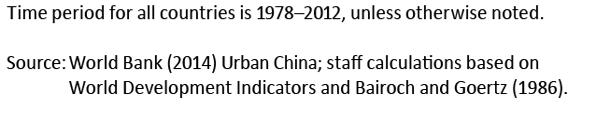 Time period for all countries is 1978–2012, unless otherwise noted.
Source: World Bank (2014) Urban China; staff calculations based on
World Development Indicators and Bairoch and Goertz (1986).